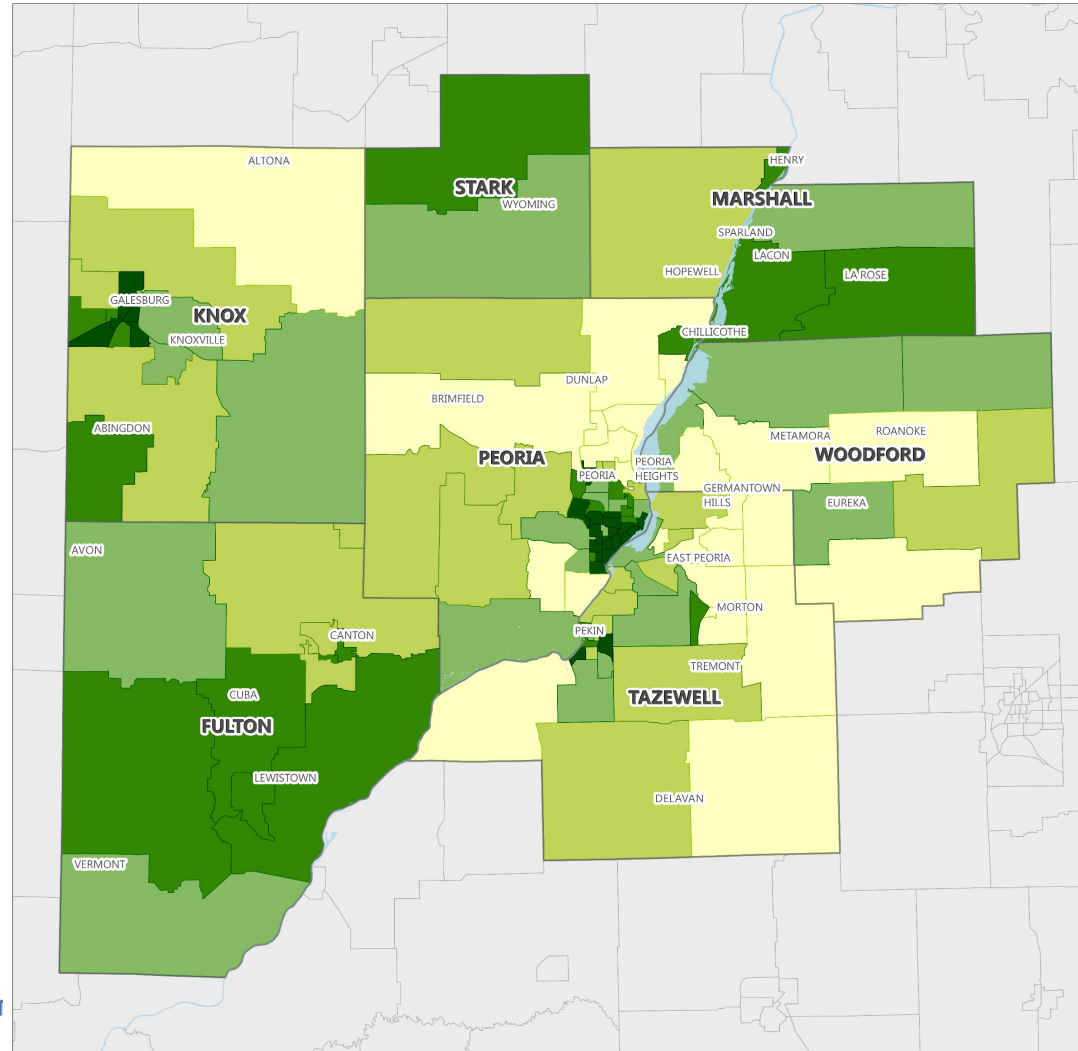 ALTONA
HENRY
STARK
MARSHALL
WYOMING
SPARLAND
LACON
HOPEWELL
LA ROSE
GALESBURG
KNOX
KNOXVILLE
CHILLICOTHE
DUNLAP
BRIMFIELD
ABINGDON
METAMORA
ROANOKE
PEORIA
WOODFORD
PEORIA
PEORIA
HEIGHTS
GERMANTOWN
HILLS
EUREKA
AVON
EAST PEORIA
MORTON
CANTON
PEKIN
TREMONT
CUBA
TAZEWELL
FULTON
LEWISTOWN
DELAVAN
VERMONT